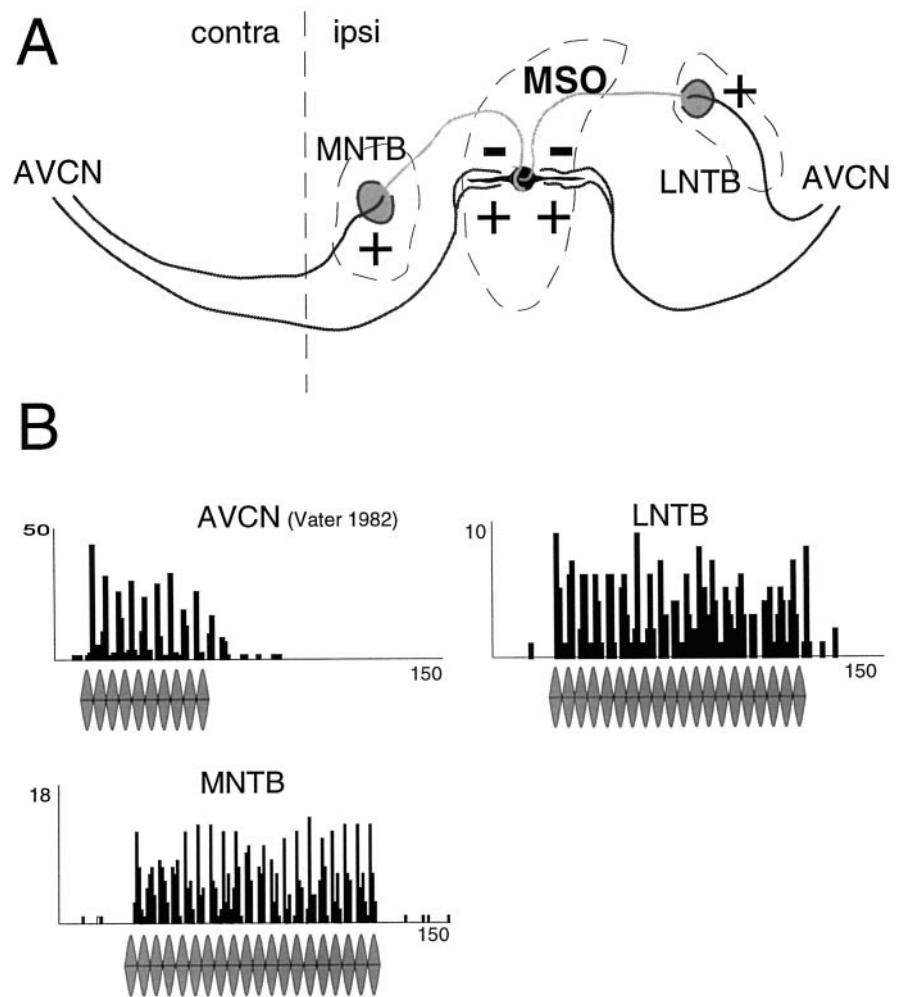 A
contra
ipsi
MSO
+
MNTB
- -
AVCN
LNTB
AVCN
+ +
+
B
AVCN (Vater 1982)
50
150
LNTB
10
150
MNTB
18
150